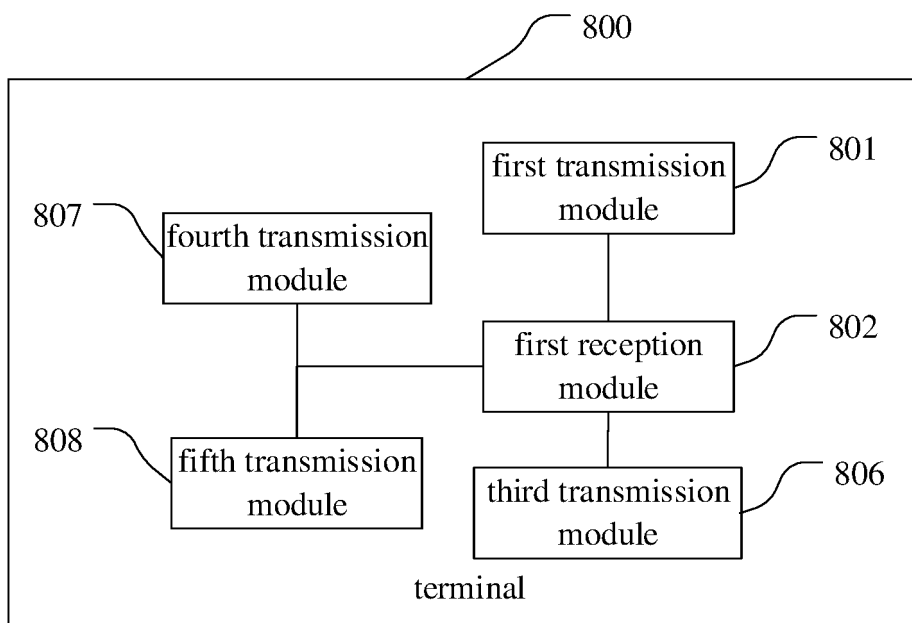 800
first transmission
module
801
807
fourth transmission
module
first reception
module
802
808
fifth transmission
module
third transmission
module
806
terminal